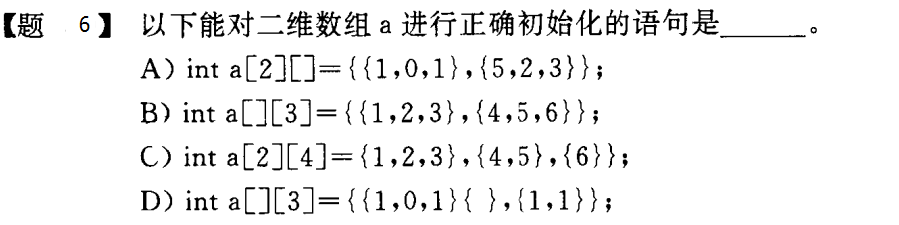 【题 6】 以下能对二维数组 a 进行正确初始化的语句是______。
A) int a[2][]={{1,0,1},{5,2,3}};
B) int a[][3]={{1,2,3},{4,5,6}};
C) int a[2][4]={1,2,3},{4,5},{6}};
D) int a[][3]={{1,0,1}{ },{1,1}};